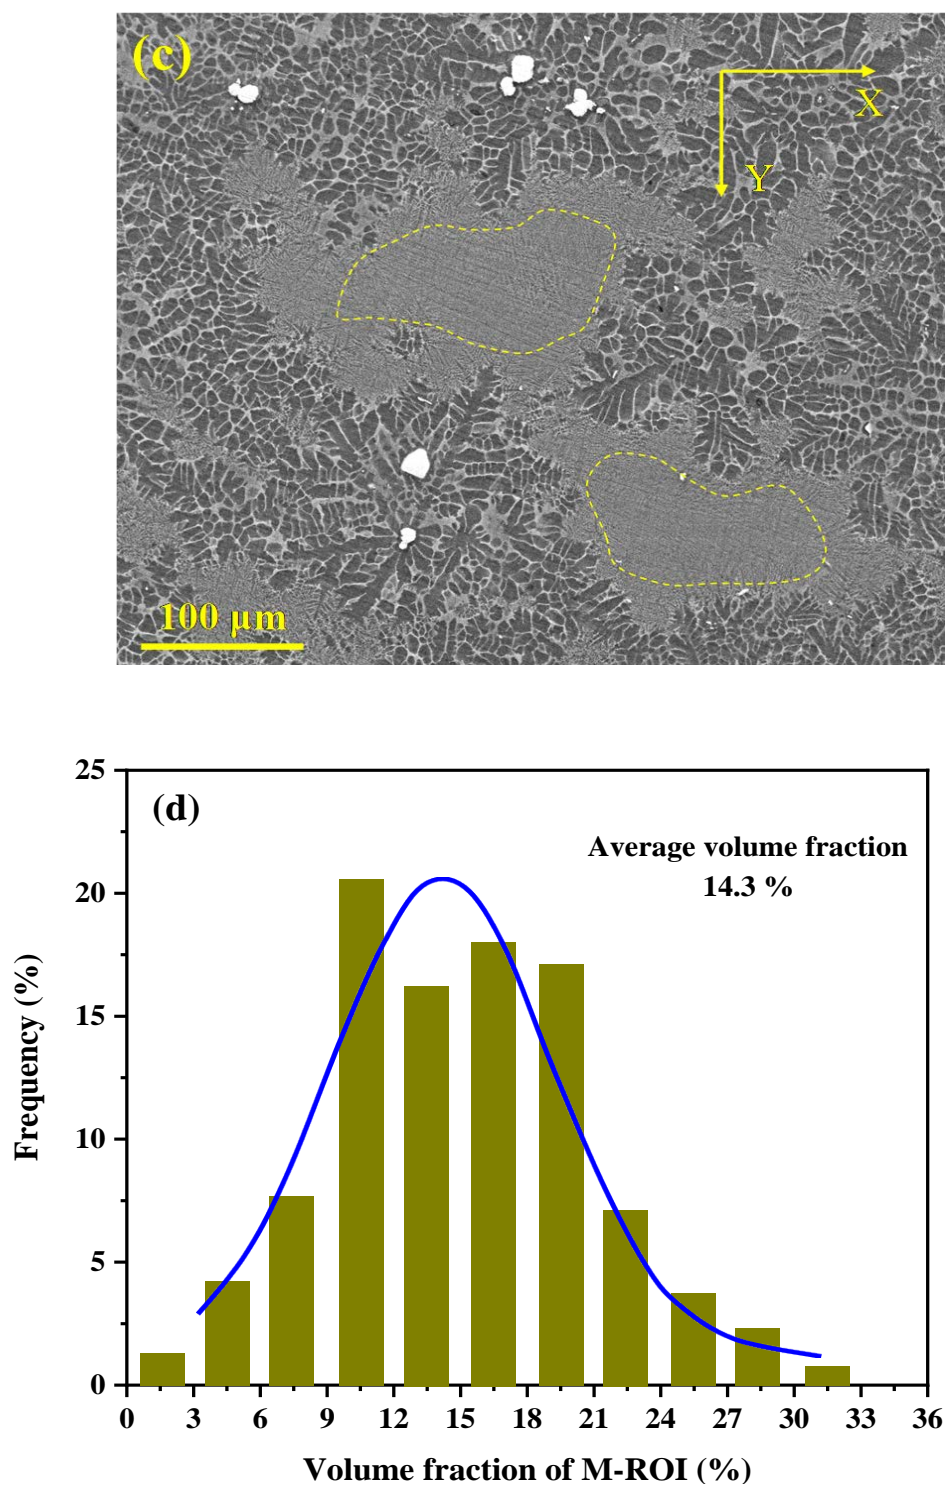 (c)
X
Y
100 μm
25
(d)
Average volume fraction
14.3 %
20
15
10
5
0
Frequency (%)
0 3 6 9 12 15 18 21 24 27 30 33 36
Volume fraction of M-ROI (%)